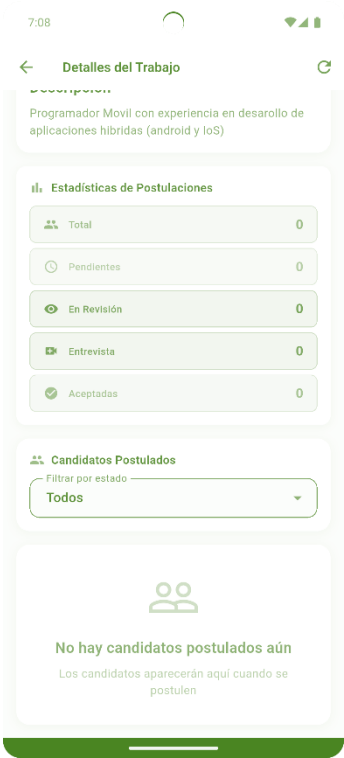 7:08
Detalles del Trabajo
Descripción
Programador Movil con experiencia en desarollo de
aplicaciones hibridas (android y IoS)
Estadísticas de Postulaciones
Total 0
Pendientes 0
En Revisión 0
Entrevista 0
Aceptadas 0
Candidatos Postulados
Filtrar por estado
Todos
No hay candidatos postulados aún
Los candidatos aparecerán aquí cuando se
postulen